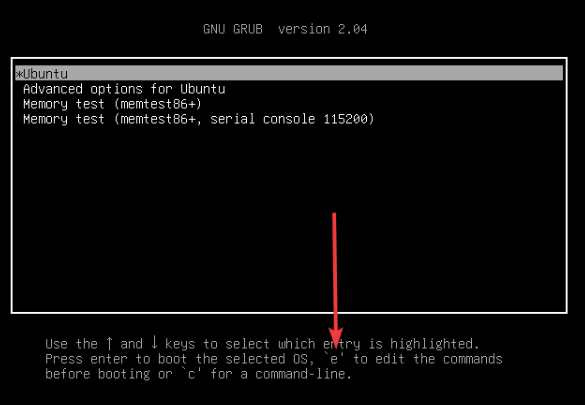 GNU GRUB version 2.04
*Ubuntu
Advanced options for Ubuntu
Memory test (memtest86+)
Memory test (memtest86+, serial console 115200)
Use the ↑ and ↓ keys to select which entry is highlighted.
Press enter to boot the selected OS, `e' to edit the commands
before booting or `c' for a command-line.